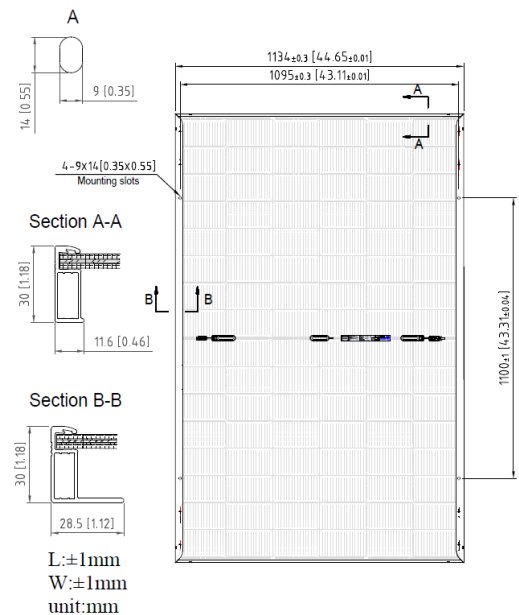 A
14 [0.55]
9 [0.35]
1134±0.3 [44.65±0.01]
1095±0.3 [43.11±0.01]
A
A
4-9X14[0.35x0.55]
Mounting slots
Section A-A
30 [1.18]
11.6 [0.46]
B
B
1100±1 [43.31±0.04]
Section B-B
30 [1.18]
28.5 [1.12]
L:±1mm
W:±1mm
unit:mm